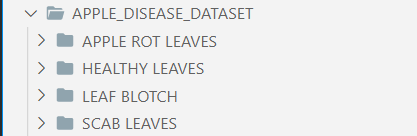 APPLE_DISEASE_DATASET
APPLE ROT LEAVES
HEALTHY LEAVES
LEAF BLOTCH
SCAB LEAVES